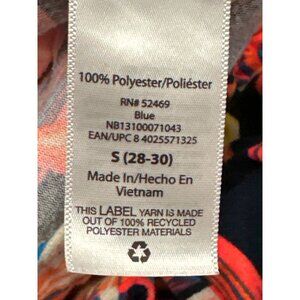 100% Polyester/Poliéster
RN# 52469
Blue
NB13100071043
EAN/UPC 8 4025571325
S (28-30)
Made In/Hecho En
Vietnam
THIS LABEL YARN IS MADE
OUT OF 100% RECYCLED
POLYESTER MATERIALS